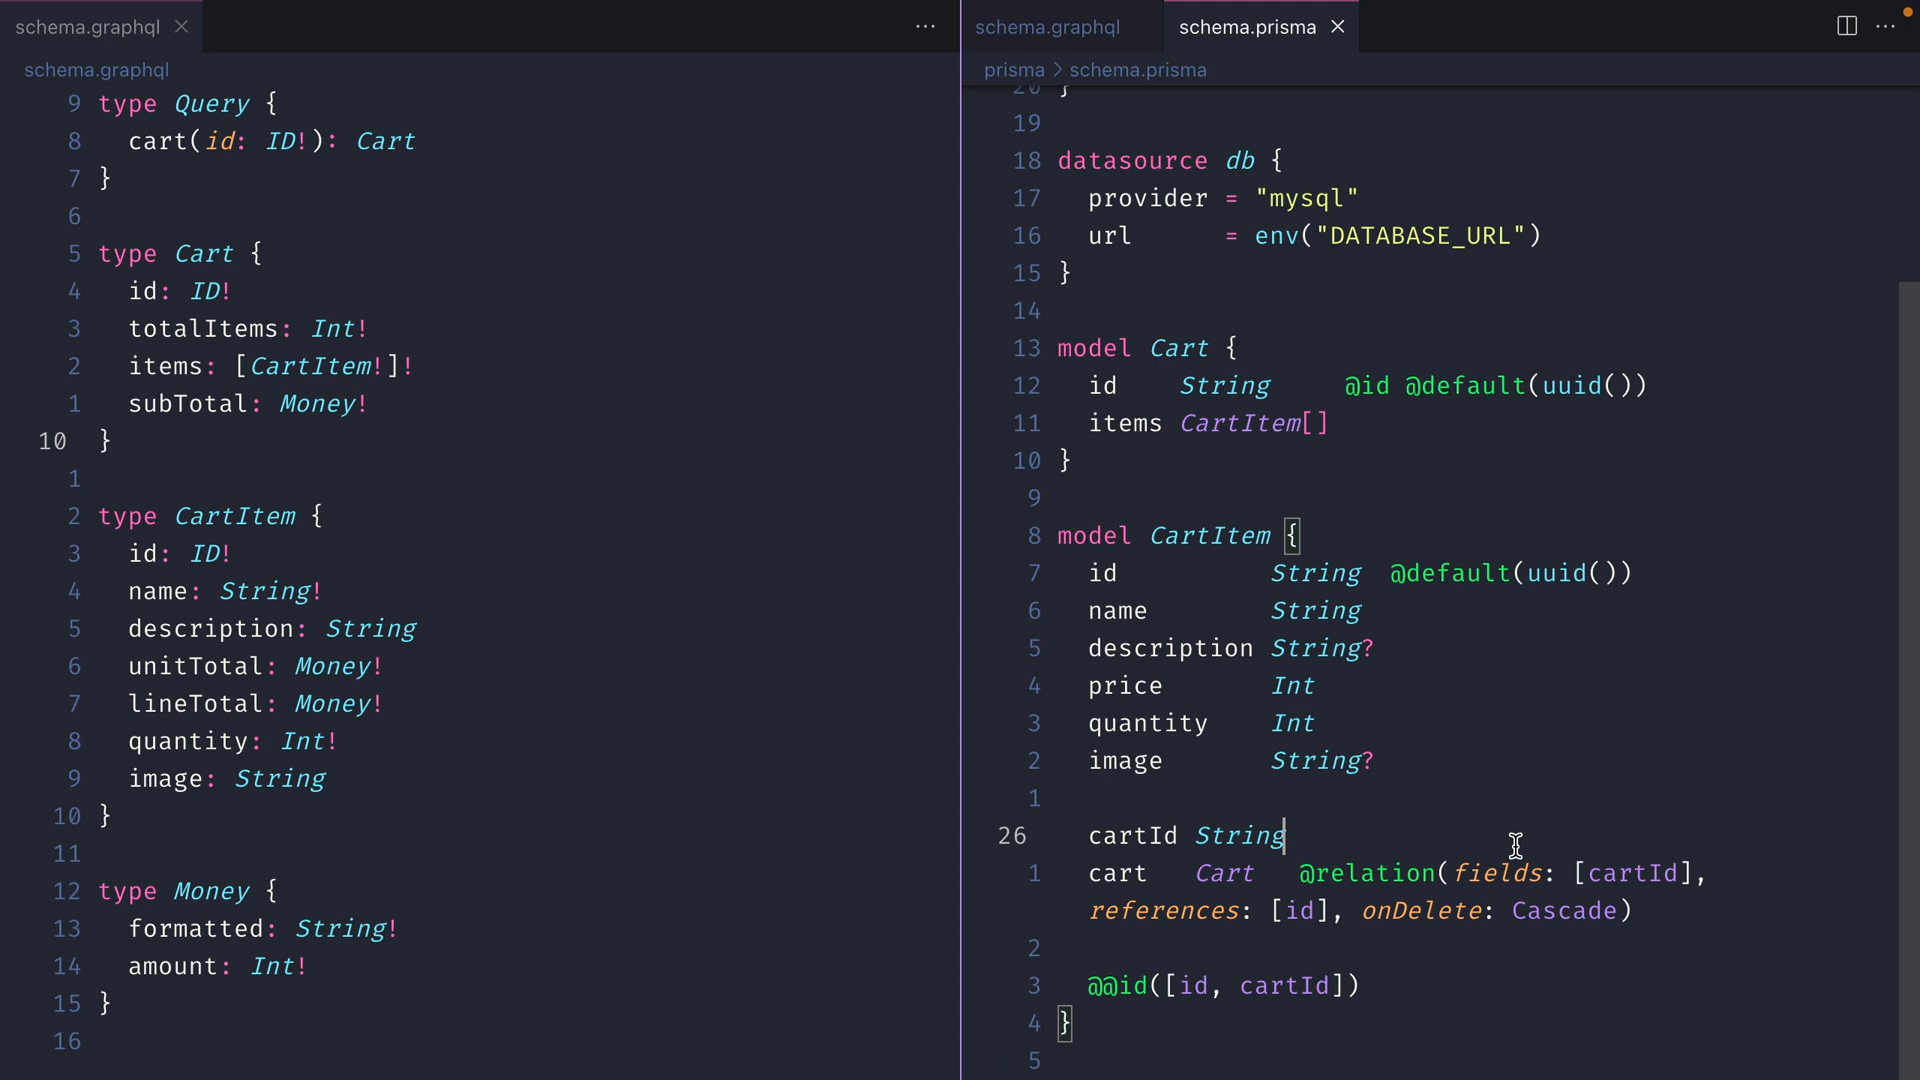 schema.graphql
schema.graphql
9 type Query {
8 cart(id: ID!): Cart
7 }
6
5 type Cart {
4 id: ID!
3 totalItems: Int!
2 items: [CartItem!]!
1 subTotal: Money!
10 }
1
2 type CartItem {
3 id: ID!
4 name: String!
5 description: String
6 unitTotal: Money!
7 lineTotal: Money!
8 quantity: Int!
9 image: String
10 }
11
12 type Money {
13 formatted: String!
14 amount: Int!
15 }
16
schema.graphql schema.prisma
prisma > schema.prisma
20 }
19
18 datasource db {
17 provider = "mysql"
16 url = env("DATABASE_URL")
15 }
14
13 model Cart {
12 id String @id @default(uuid())
11 items CartItem[]
10 }
9
8 model CartItem {
7 id String @default(uuid())
6 name String
5 description String?
4 price Int
3 quantity Int
2 image String?
1
26 cartId String
1 cart Cart @relation(fields: [cartId],
references: [id], onDelete: Cascade)
2
3 @@id([id, cartId])
4 }
5